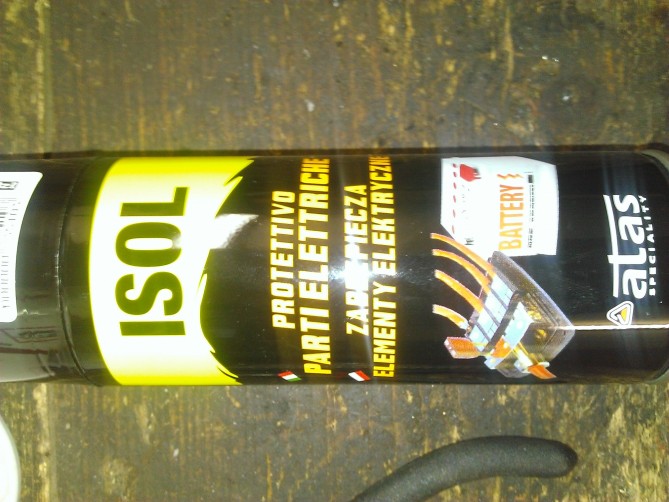 ISOL
PROTETTIVO
PARTI ELETTRICHE
ZABEZPIECZA
ELEMENTY ELEKTRYCZNE
BATTERY
atas
SPECIALITY